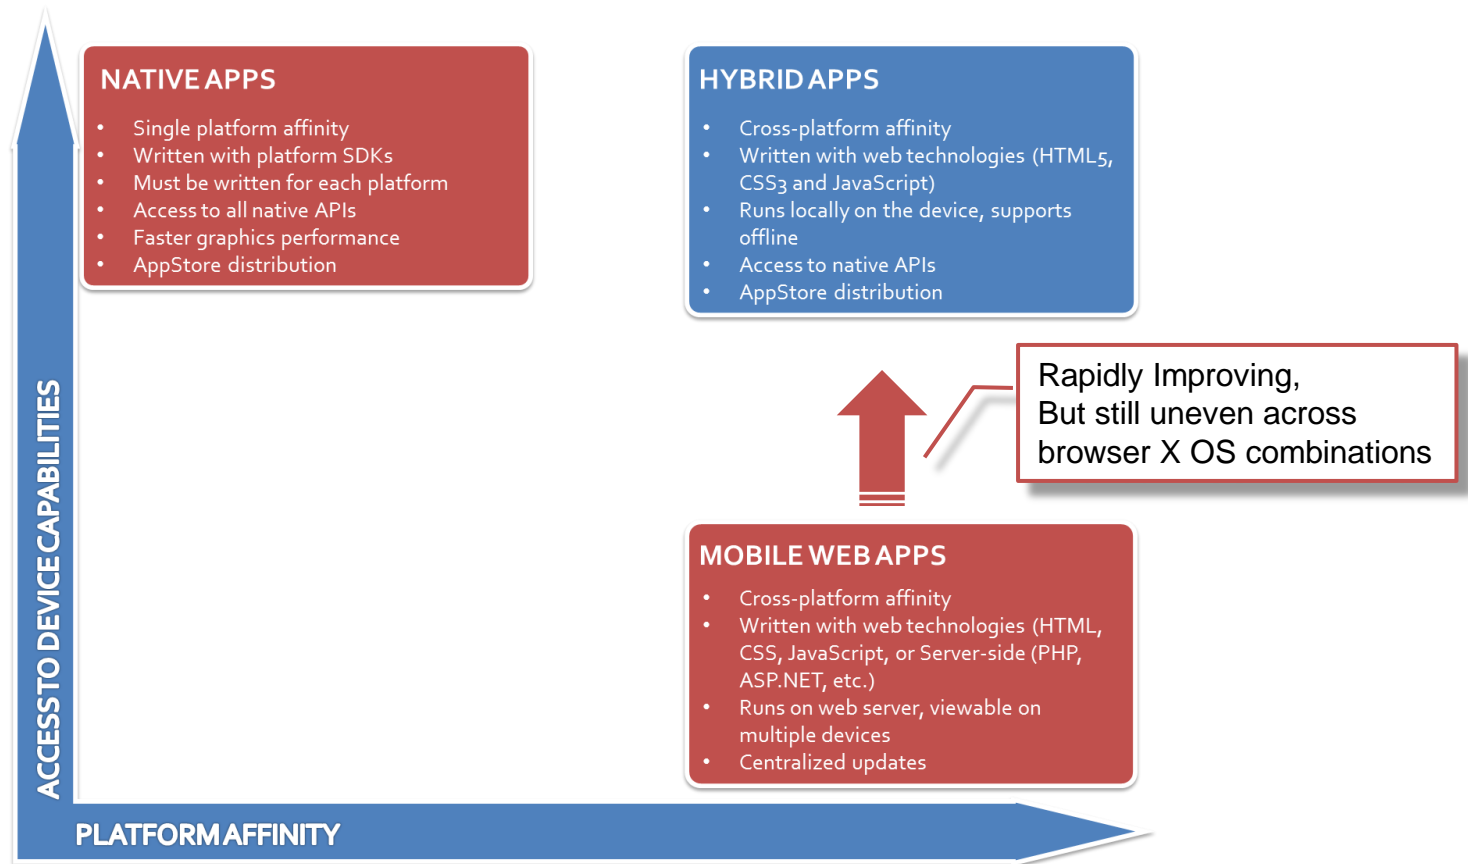 NATIVE APPS
• Single platform affinity
• Written with platform SDKs
• Must be written for each platform
• Access to all native APIs
• Faster graphics performance
• AppStore distribution
HYBRID APPS
• Cross-platform affinity
• Written with web technologies (HTML5,
CSS3 and JavaScript)
• Runs locally on the device, supports
offline
• Access to native APIs
• AppStore distribution
Rapidly Improving,
But still uneven across
browser X OS combinations
MOBILE WEB APPS
• Cross-platform affinity
• Written with web technologies (HTML,
CSS, JavaScript, or Server-side (PHP,
ASP.NET, etc.)
• Runs on web server, viewable on
multiple devices
• Centralized updates
ACCESS TO DEVICE CAPABILITIES
PLATFORM AFFINITY